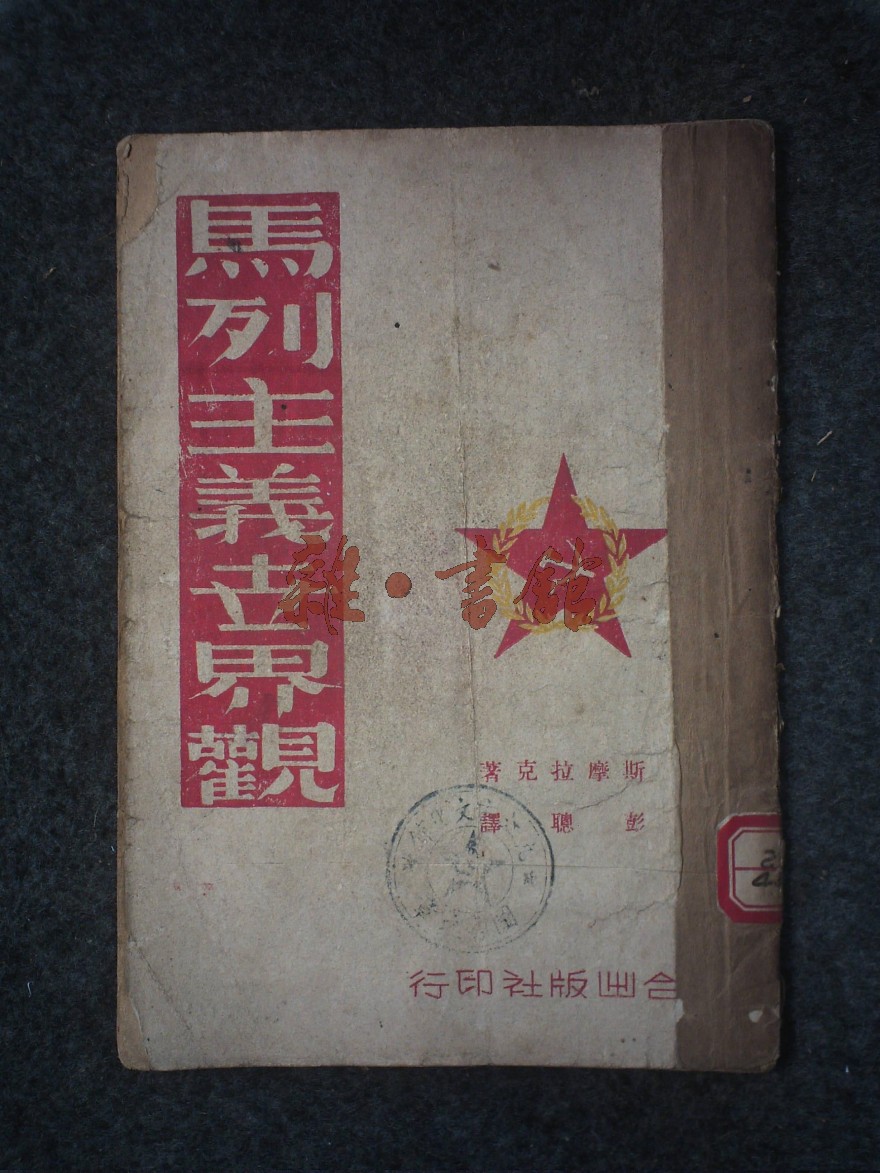 馬列主義世界觀
雜·書館
斯摩拉克著
彭聰譯
合出版社印行